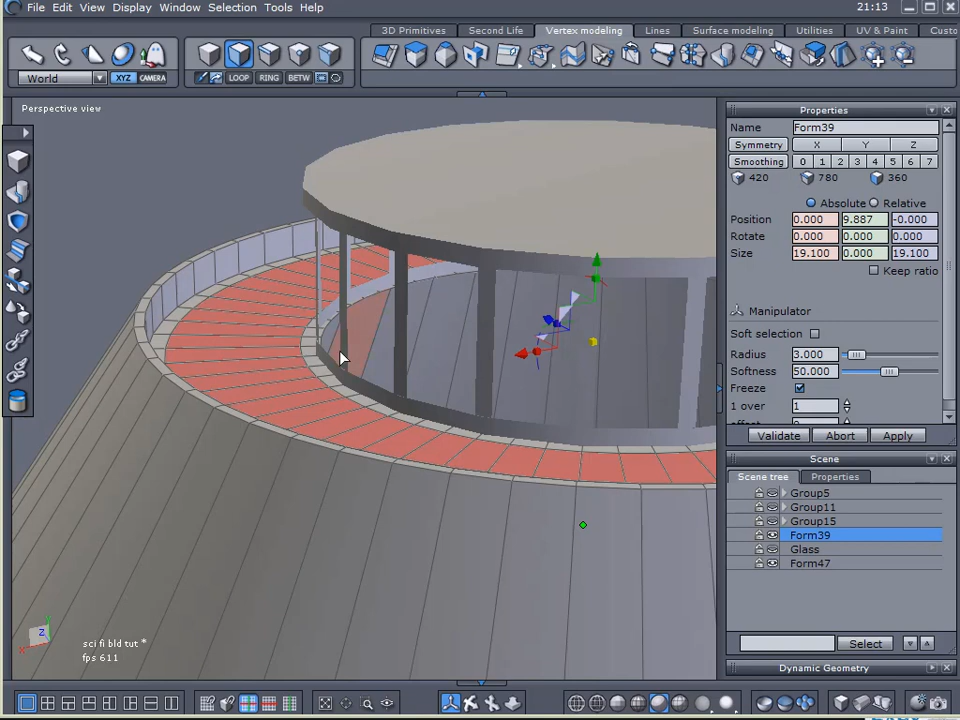 File Edit View Display Window Selection Tools Help 21:13
3D Primitives Second Life Vertex modeling Lines Surface modeling Utilities UV & Paint Custo
World XYZ CAMERA LOOP RING BETW
Perspective view
Properties
Name Form39
Symmetry X Y Z
Smoothing 0 1 2 3 4 5 6 7
420 780 360
Absolute Relative
Position 0.000 9.887 -0.000
Rotate 0.000 0.000 0.000
Size 19.100 0.000 19.100
Keep ratio
Manipulator
Soft selection
Radius 3.000
Softness 50.000
Freeze
1 over 1
Validate Abort Apply
Scene
Scene tree Properties
Group5
Group11
Group15
Form39
Glass
Form47
Select
Dynamic Geometry
Y
Z
X
sci fi bld tut *
fps 611